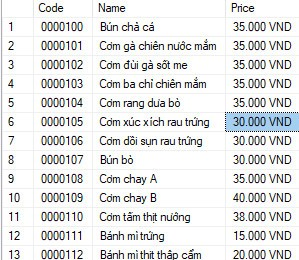 Code Name Price
1 0000100 Bún chả cá 35.000 VND
2 0000101 Cơm gà chiên nước mắm 35.000 VND
3 0000102 Cơm đùi gà sốt me 35.000 VND
4 0000103 Cơm ba chỉ chiên mắm 35.000 VND
5 0000104 Cơm rang dưa bò 35.000 VND
6 0000105 Cơm xúc xích rau trứng 30.000 VND
7 0000106 Cơm dồi sụn rau trứng 30.000 VND
8 0000107 Bún bò 30.000 VND
9 0000108 Cơm chay A 35.000 VND
10 0000109 Cơm chay B 40.000 VND
11 0000110 Cơm tấm thịt nướng 38.000 VND
12 0000111 Bánh mì trứng 15.000 VND
13 0000112 Bánh mì thịt thập cẩm 20.000 VND